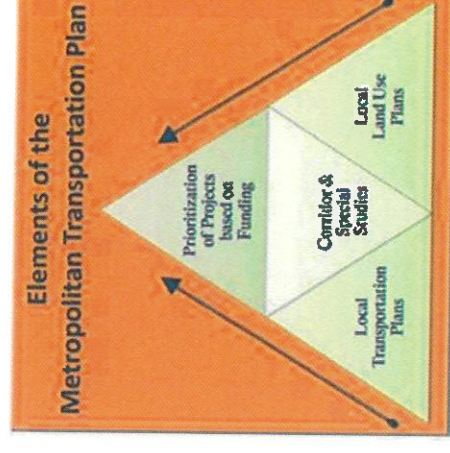 Elements of the
Metropolitan Transportation Plan
Prioritization
of Projects
based on
Funding
Corridor &
Special
Studies
Local
Transportation
Plans
Local
Land Use
Plans